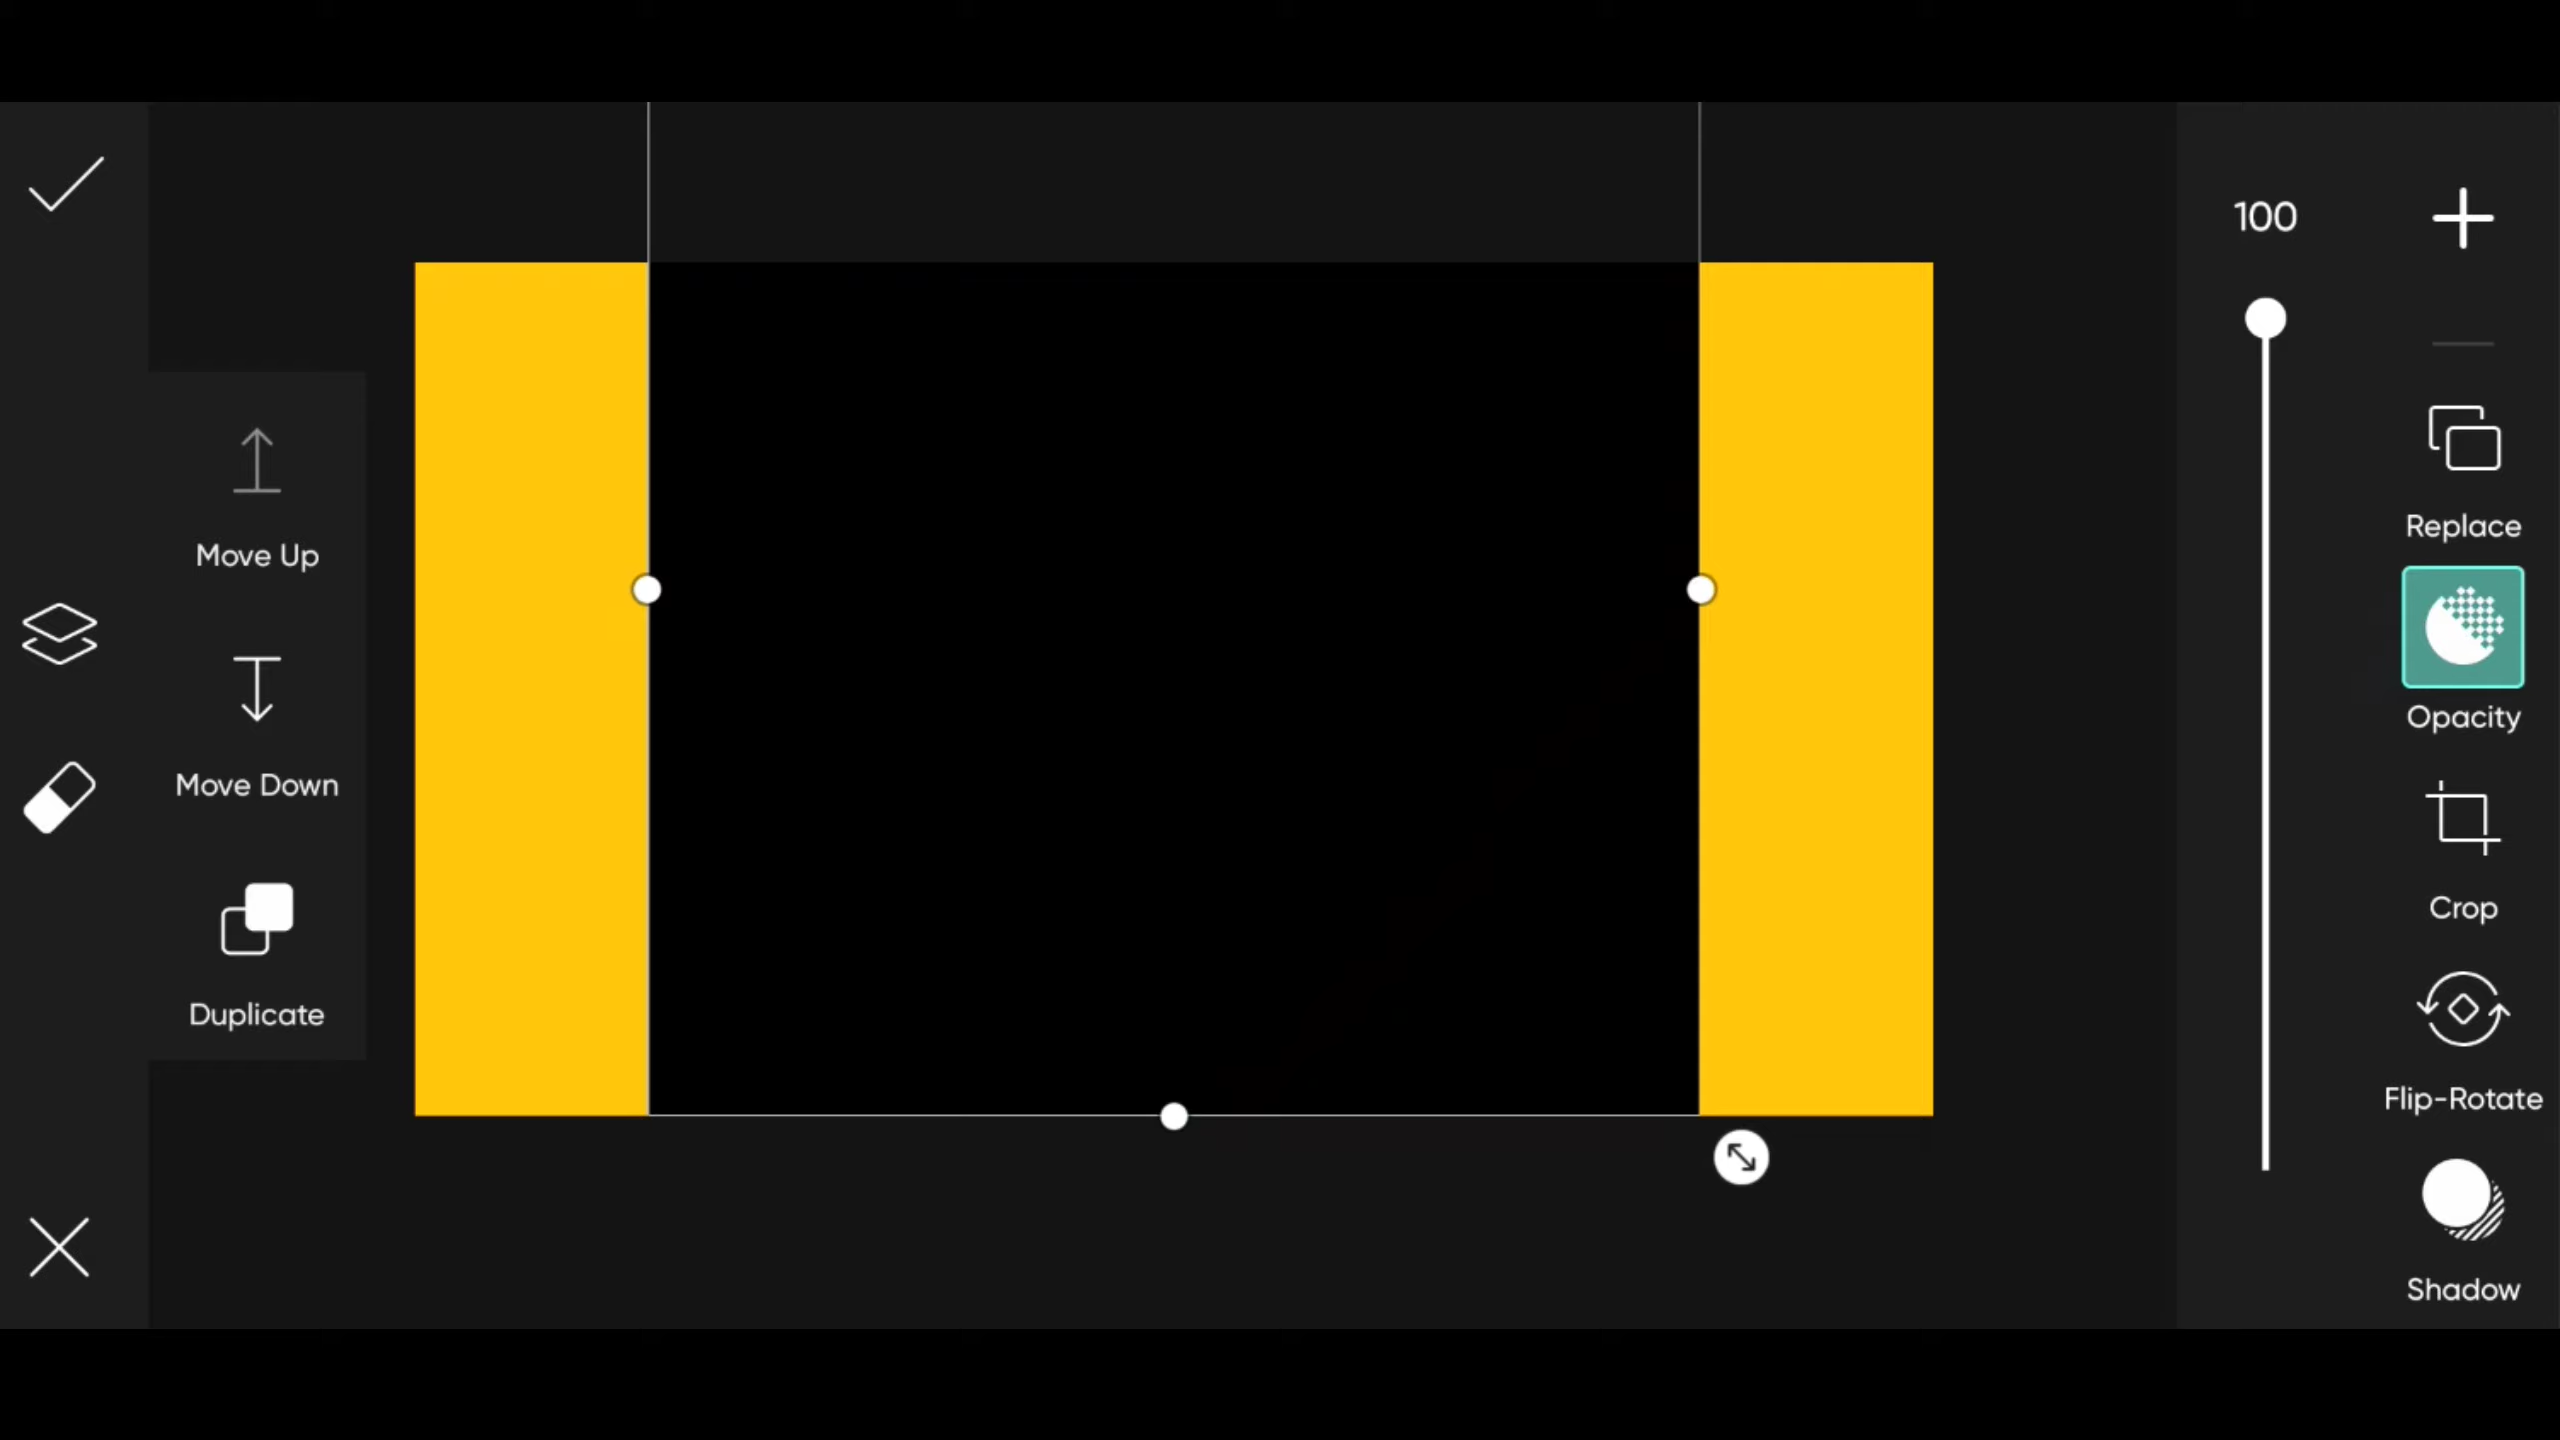 100
Move Up
Replace
Move Down
Opacity
Crop
Duplicate
Flip-Rotate
Shadow